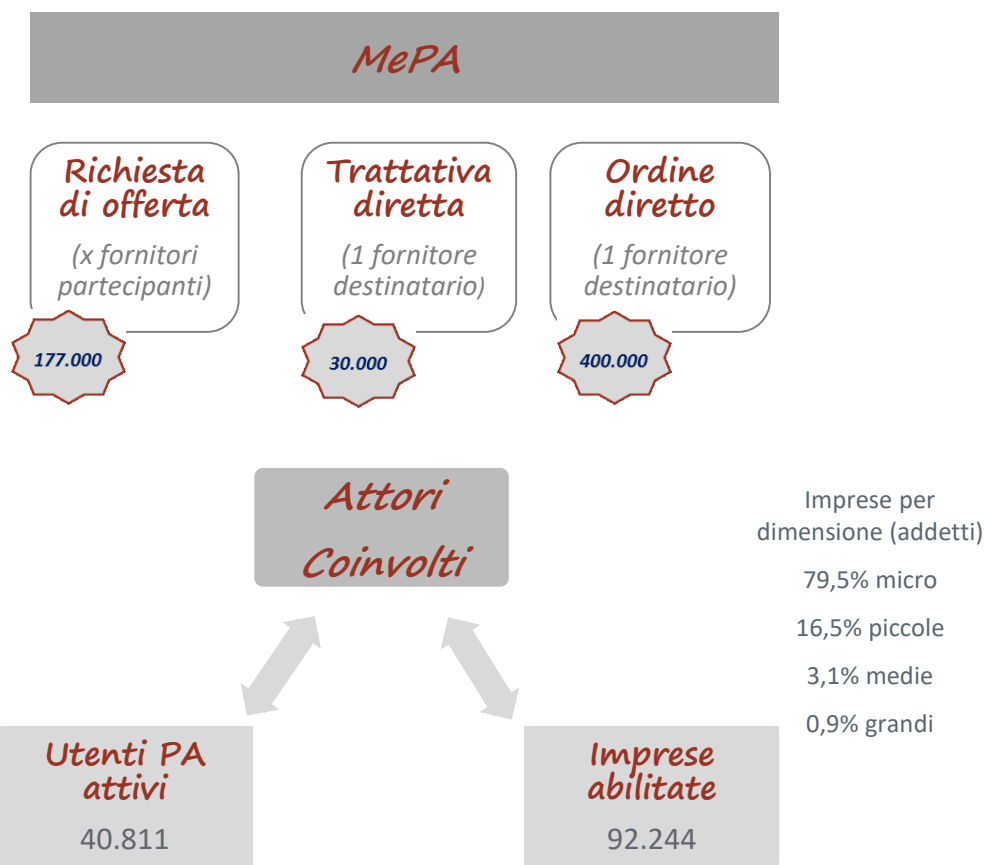 MePA
Richiesta
di offerta
(x fornitori
partecipanti)
177.000
Trattativa
diretta
(1 fornitore
destinatario)
30.000
Ordine
diretto
(1 fornitore
destinatario)
400.000
Attori
Coinvolti
Imprese per
dimensione (addetti)
79,5% micro
16,5% piccole
3,1% medie
0,9% grandi
Utenti PA
attivi
40.811
Imprese
abilitate
92.244